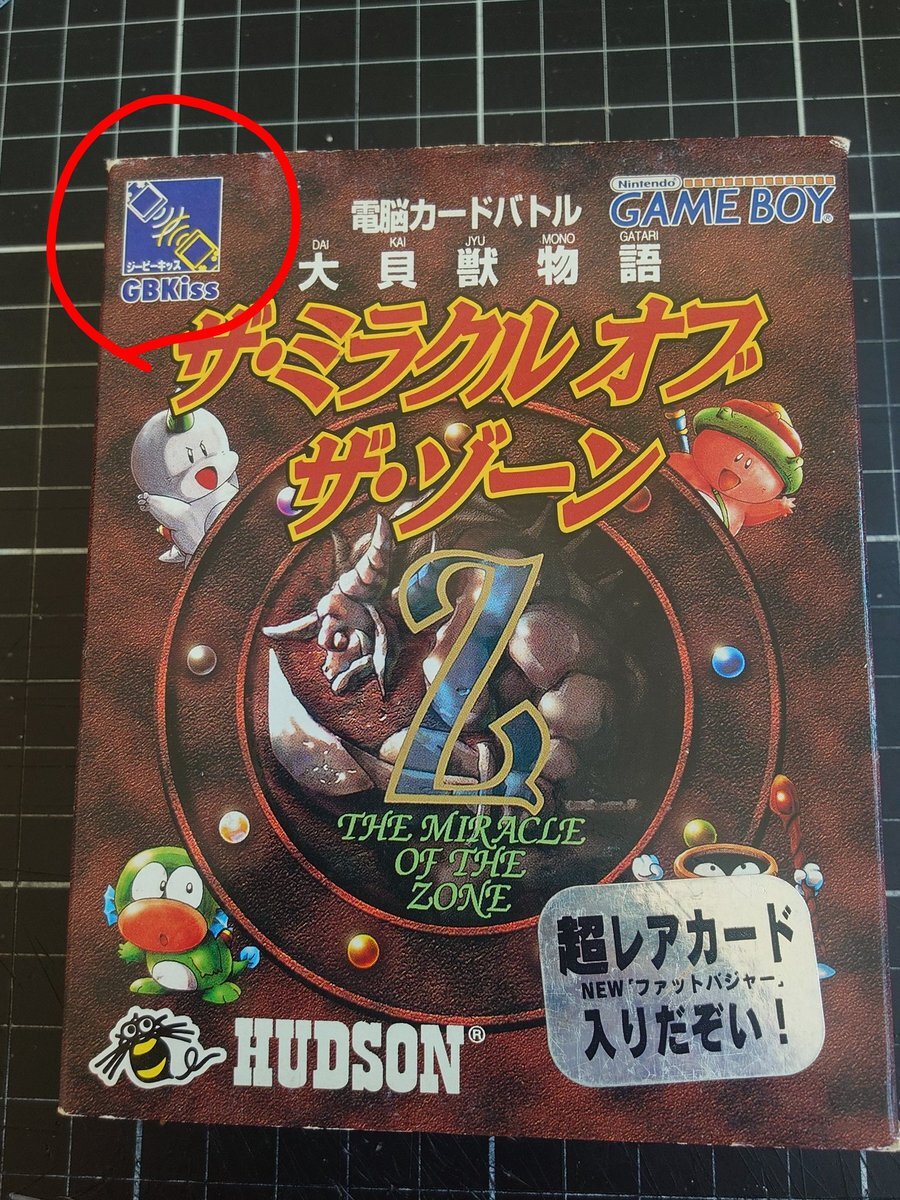 ジーピーキッス
GBKiss
Nintendo
GAME BOY
電脳カードバトル
DAI KAI JYU MONO GATARI
大貝獣物語
ザ・ミラクル オブ
ザ・ゾーン
2
THE MIRACLE
OF THE
ZONE
超レアカード
NEW「ファットバジャー」
入りだぞい!
HUDSON®